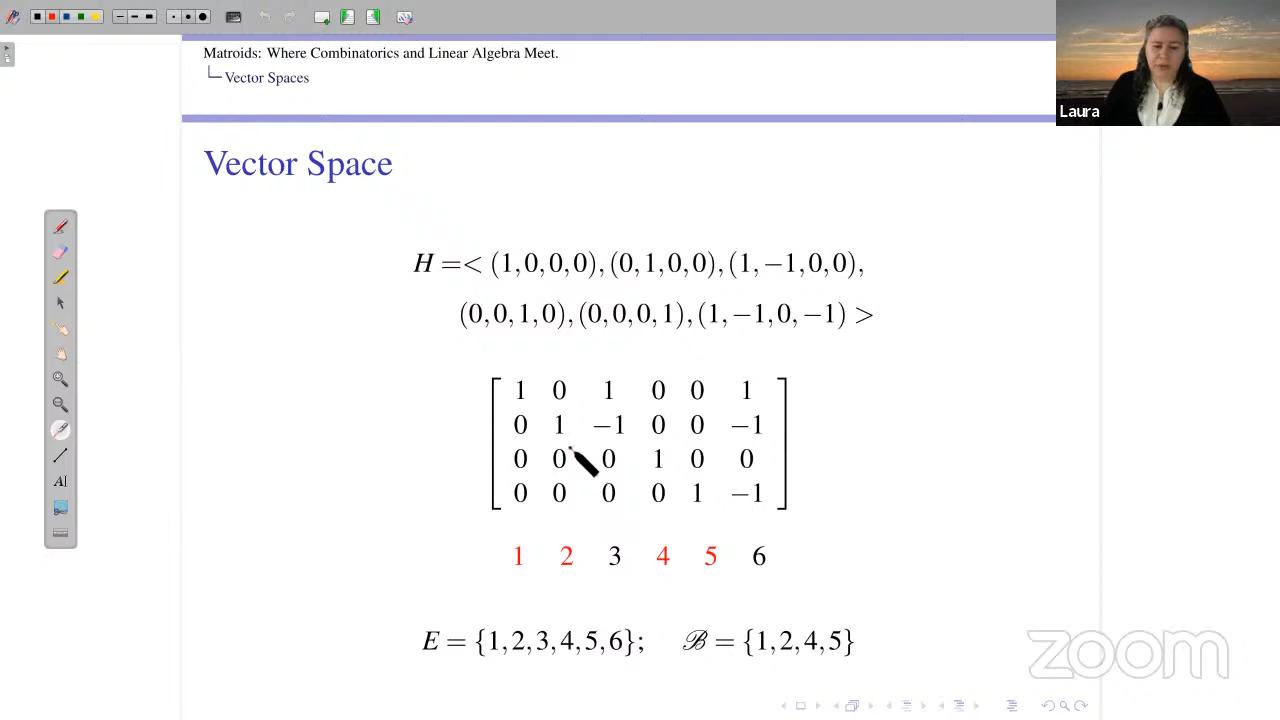 Matroids: Where Combinatorics and Linear Algebra Meet.
Vector Spaces
Laura
Vector Space
H =< (1,0,0,0),(0,1,0,0),(1,−1,0,0),
(0,0,1,0),(0,0,0,1),(1,−1,0,−1) >
1 0 1 0 0 1
0 1 −1 0 0 −1
0 0 0 1 0 0
0 0 0 0 1 −1
1 2 3 4 5 6
E = {1,2,3,4,5,6}; ℬ = {1,2,4,5}
zoom